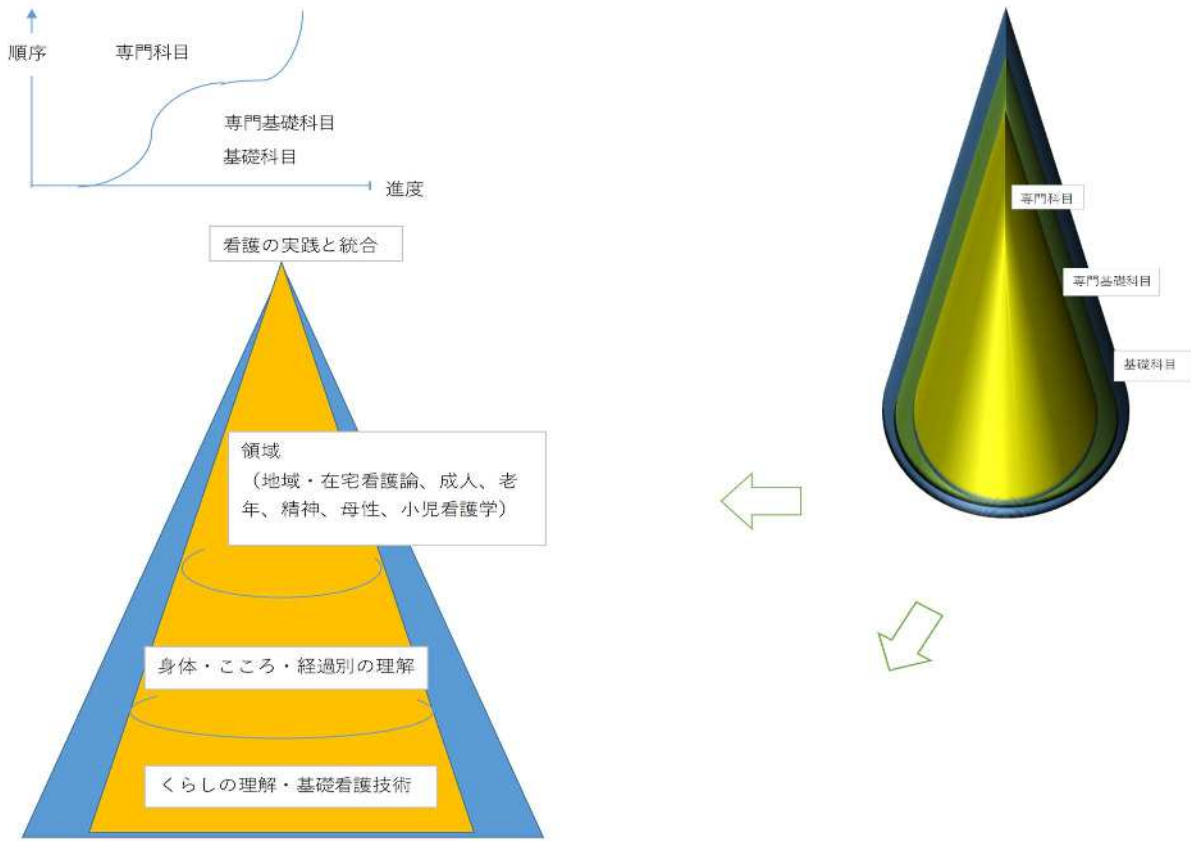 順序
専門科目
専門基礎科目
基礎科目
進度
看護の実践と統合
領域
（地域・在宅看護論、成人、老
年、精神、母性、小児看護学）
身体・こころ・経過別の理解
くらしの理解・基礎看護技術
専門科目
専門基礎科目
基礎科目